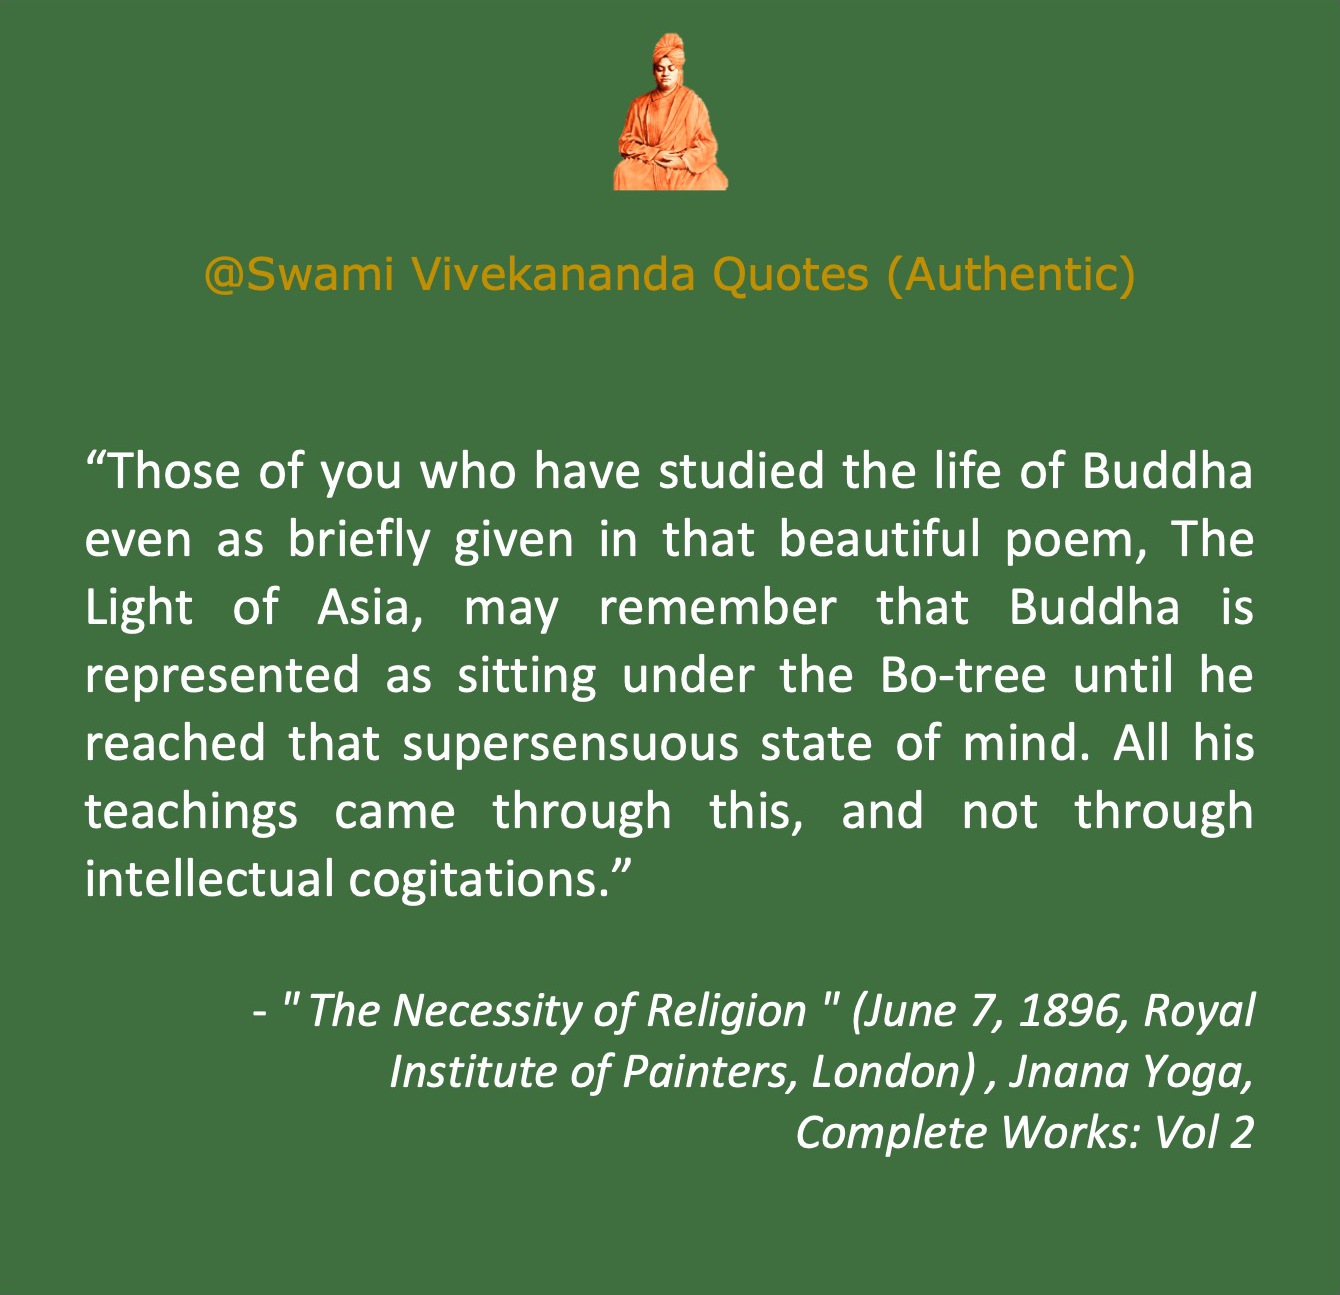 @Swami Vivekananda Quotes (Authentic)
“Those of you who have studied the life of Buddha
even as briefly given in that beautiful poem, The
Light of Asia, may remember that Buddha is
represented as sitting under the Bo-tree until he
reached that supersensuous state of mind. All his
teachings came through this, and not through
intellectual cogitations.”
- " The Necessity of Religion " (June 7, 1896, Royal
Institute of Painters, London) , Jnana Yoga,
Complete Works: Vol 2